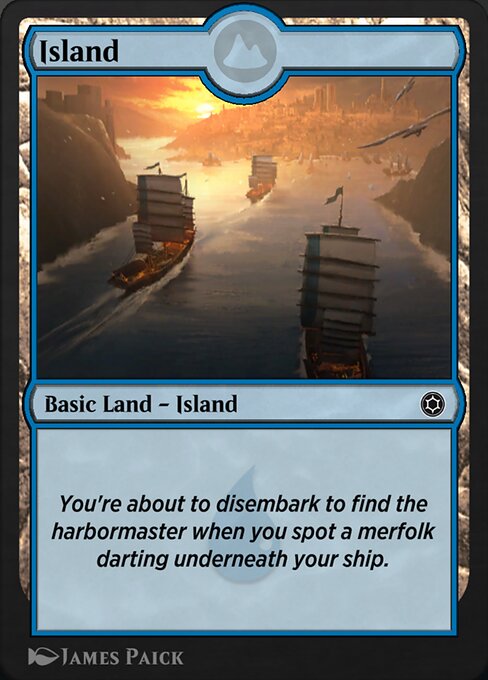 Island
Basic Land – Island
You're about to disembark to find the
harbormaster when you spot a merfolk
darting underneath your ship.
James Paick